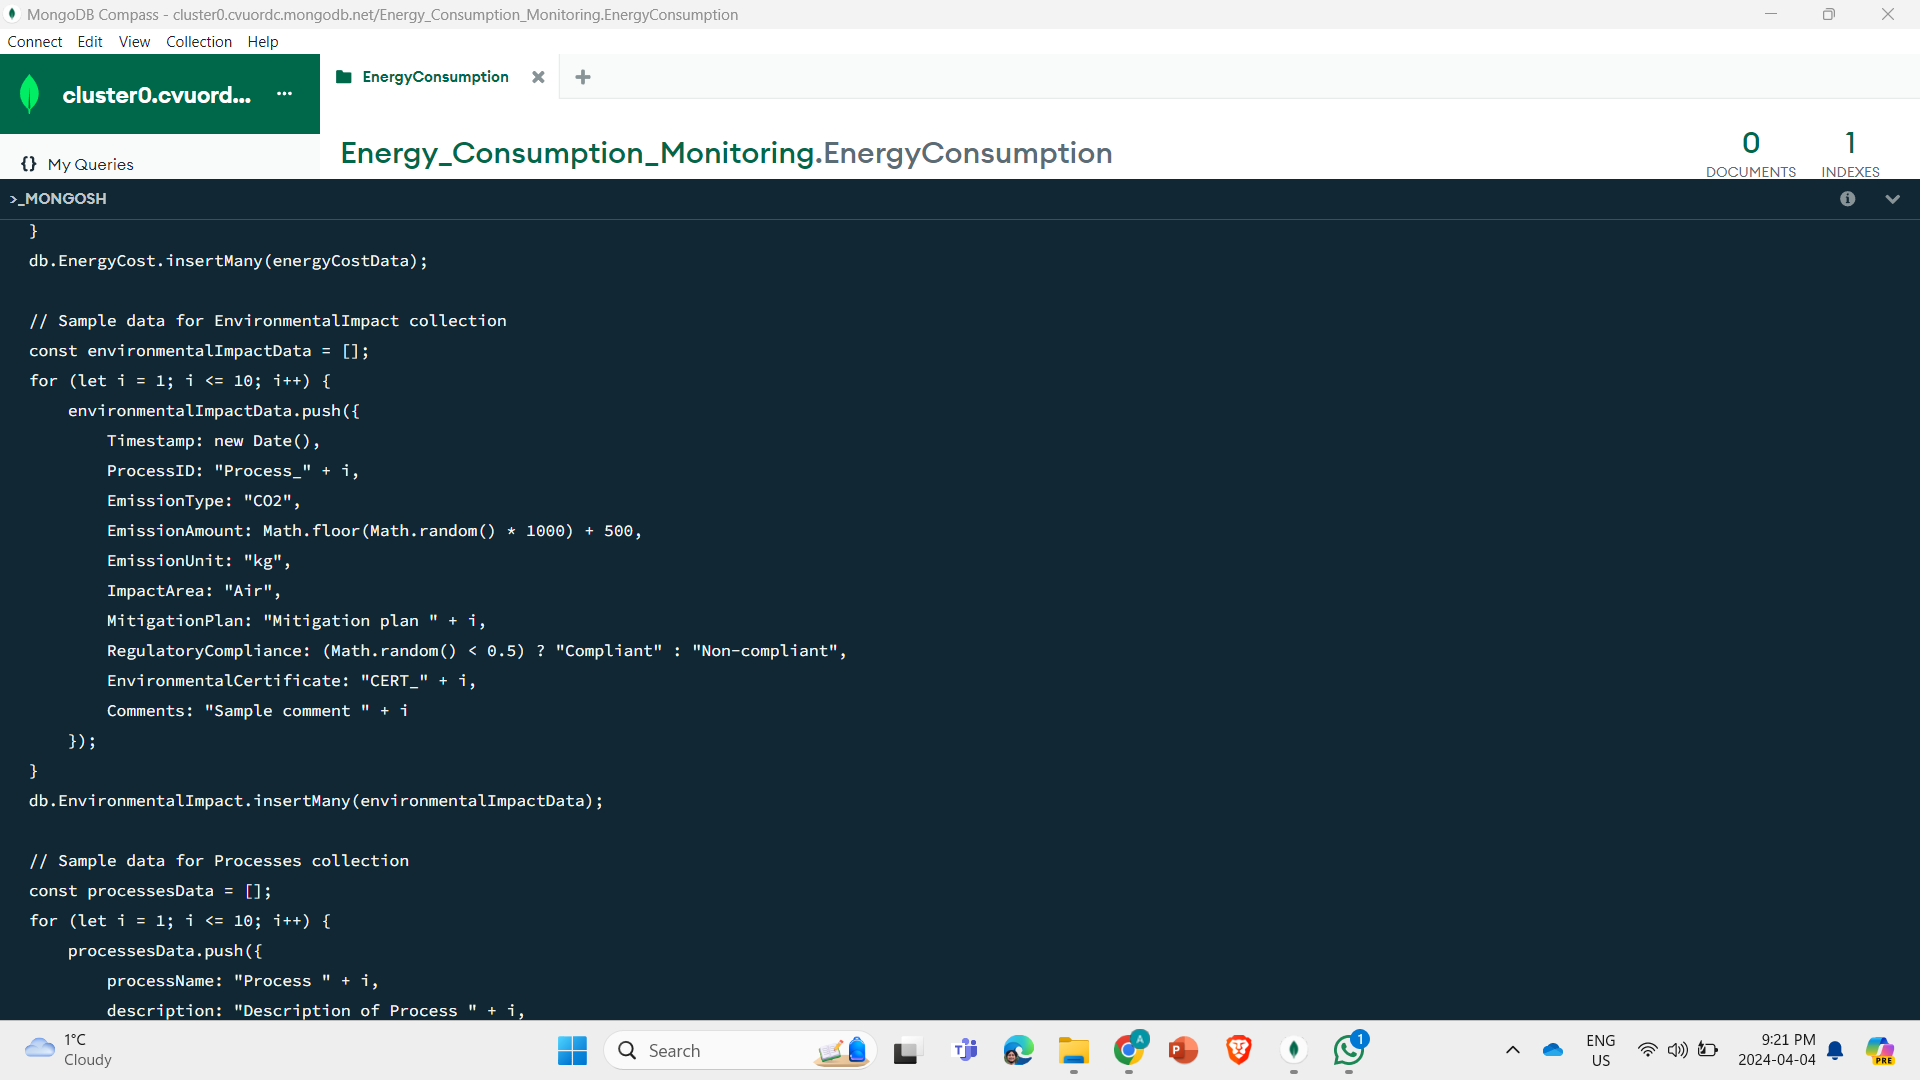 MongoDB Compass - cluster0.cvuordc.mongodb.net/Energy_Consumption_Monitoring.EnergyConsumption
Connect Edit View Collection Help
cluster0.cvuord... ...
EnergyConsumption
{} My Queries
Energy_Consumption_Monitoring.EnergyConsumption
0 1
DOCUMENTS INDEXES
>_MONGOSH
}
db.EnergyCost.insertMany(energyCostData);
// Sample data for EnvironmentalImpact collection
const environmentalImpactData = [];
for (let i = 1; i <= 10; i++) {
    environmentalImpactData.push({
        Timestamp: new Date(),
        ProcessID: "Process_" + i,
        EmissionType: "CO2",
        EmissionAmount: Math.floor(Math.random() * 1000) + 500,
        EmissionUnit: "kg",
        ImpactArea: "Air",
        MitigationPlan: "Mitigation plan " + i,
        RegulatoryCompliance: (Math.random() < 0.5) ? "Compliant" : "Non-compliant",
        EnvironmentalCertificate: "CERT_" + i,
        Comments: "Sample comment " + i
    });
}
db.EnvironmentalImpact.insertMany(environmentalImpactData);
// Sample data for Processes collection
const processesData = [];
for (let i = 1; i <= 10; i++) {
    processesData.push({
        processName: "Process " + i,
        description: "Description of Process " + i,
1°C
Cloudy
Search
A
1
ENG
US
9:21 PM
2024-04-04
PRE